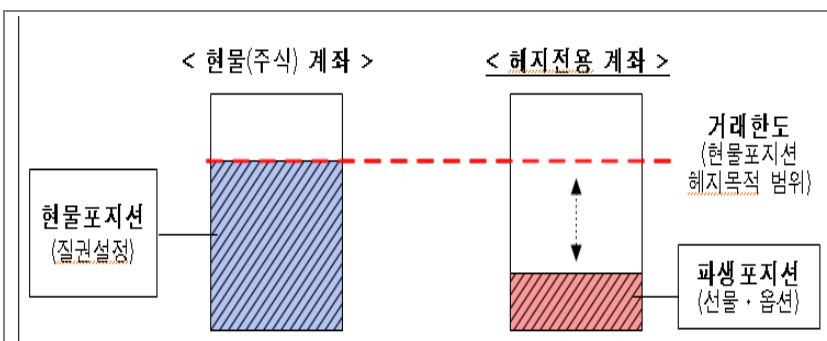 < 현물(주식) 계좌 >
< 헤지전용 계좌 >
거래한도
(현물포지션
헤지목적 범위)
현물포지션
(질권설정)
파생포지션
(선물 · 옵션)